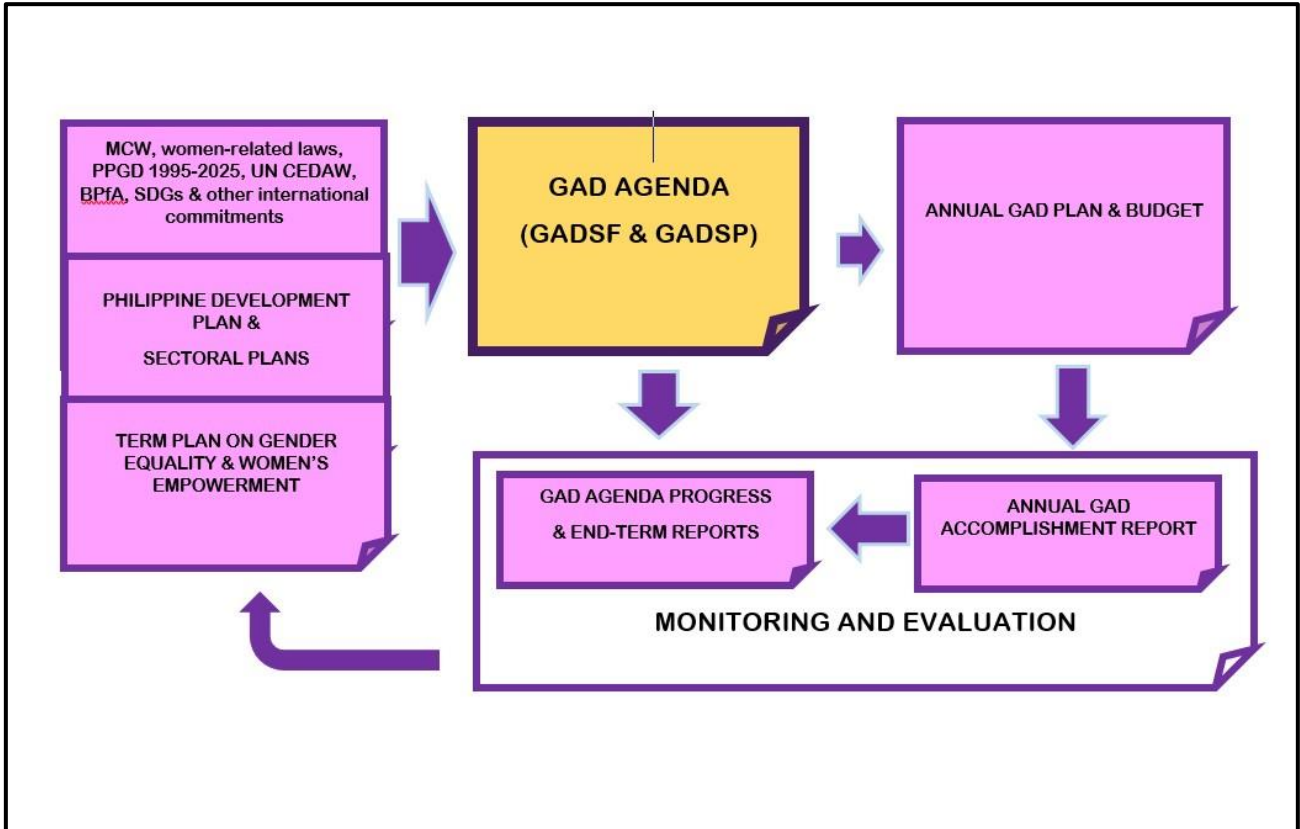 MCW, women-related laws,
PPGD 1995-2025, UN CEDAW,
BPfA, SDGs & other international
commitments
PHILIPPINE DEVELOPMENT
PLAN &
SECTORAL PLANS
TERM PLAN ON GENDER
EQUALITY & WOMEN'S
EMPOWERMENT
GAD AGENDA
(GADSF & GADSP)
ANNUAL GAD PLAN & BUDGET
GAD AGENDA PROGRESS
& END-TERM REPORTS
ANNUAL GAD
ACCOMPLISHMENT REPORT
MONITORING AND EVALUATION